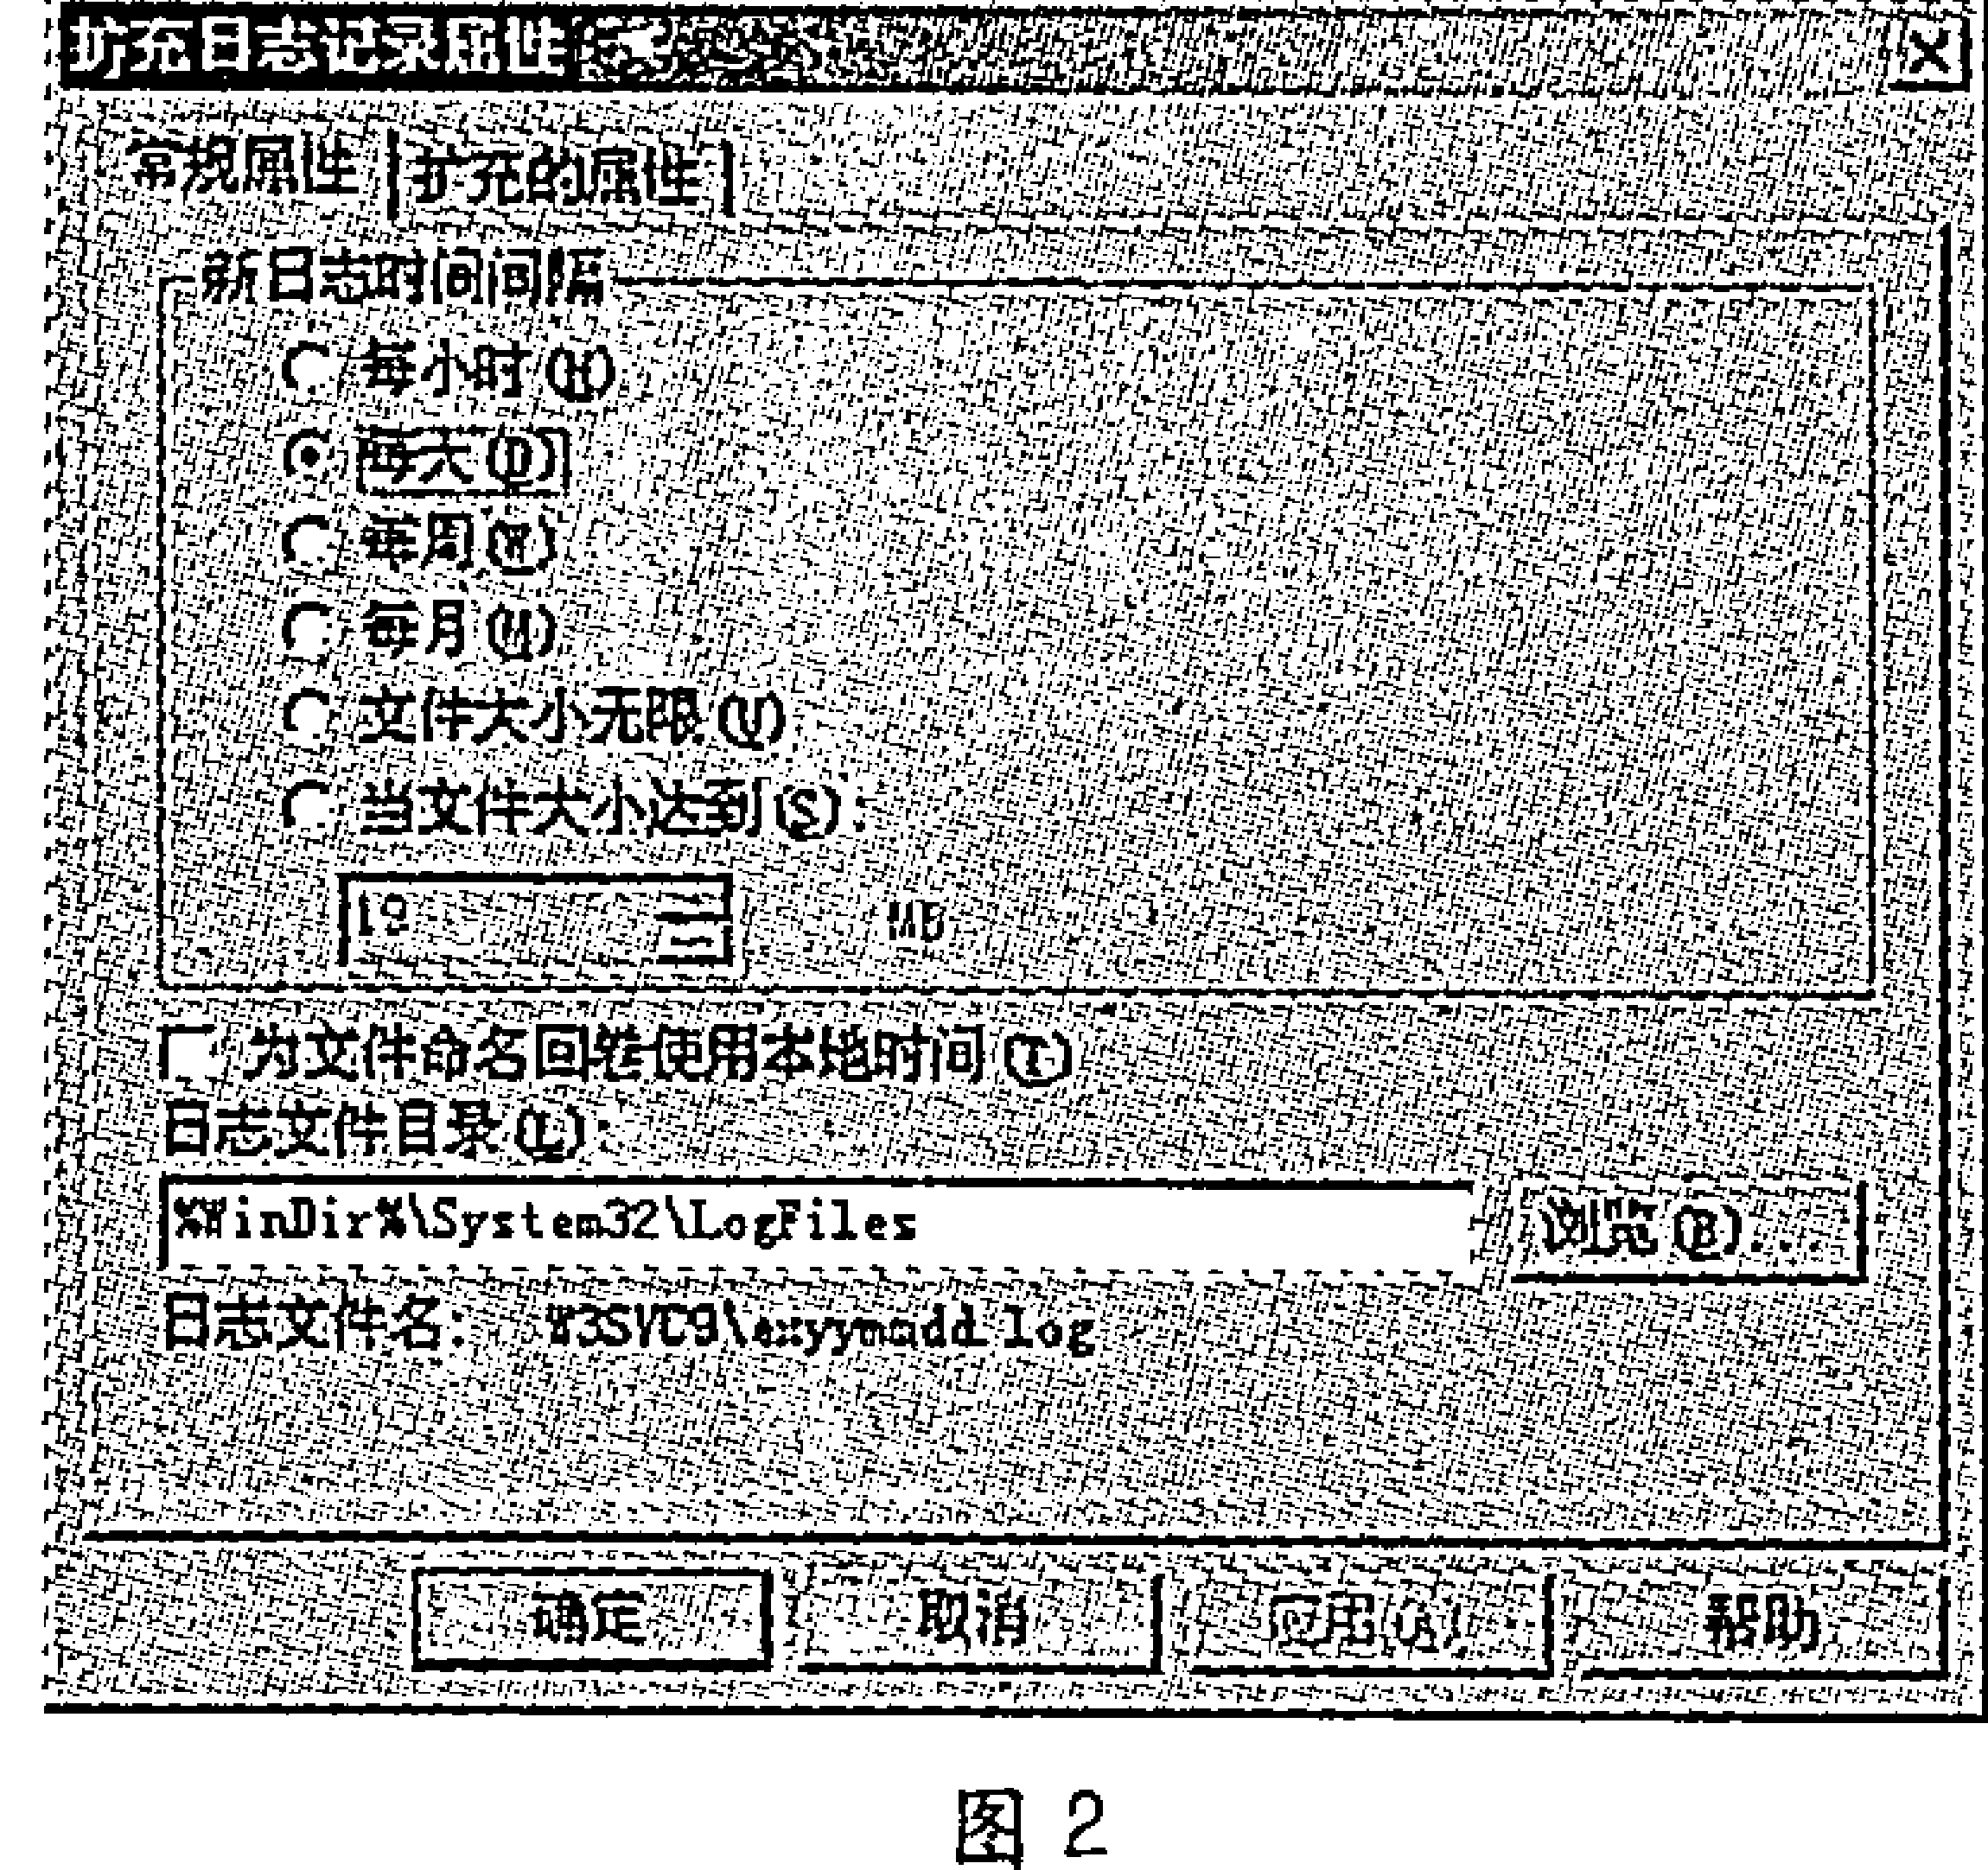 扩充日志记录属性
常规属性 扩充的属性
新日志时间间隔
每小时(H)
每天(D)
每周(W)
每月(M)
文件大小无限(U)
当文件大小达到(S):
19 MB
为文件命名回卷使用本地时间(T)
日志文件目录(L):
%WinDir%\System32\LogFiles 浏览(B)...
日志文件名: W3SVC9\exyymmdd.log
确定 取消 应用(A) 帮助
图 2